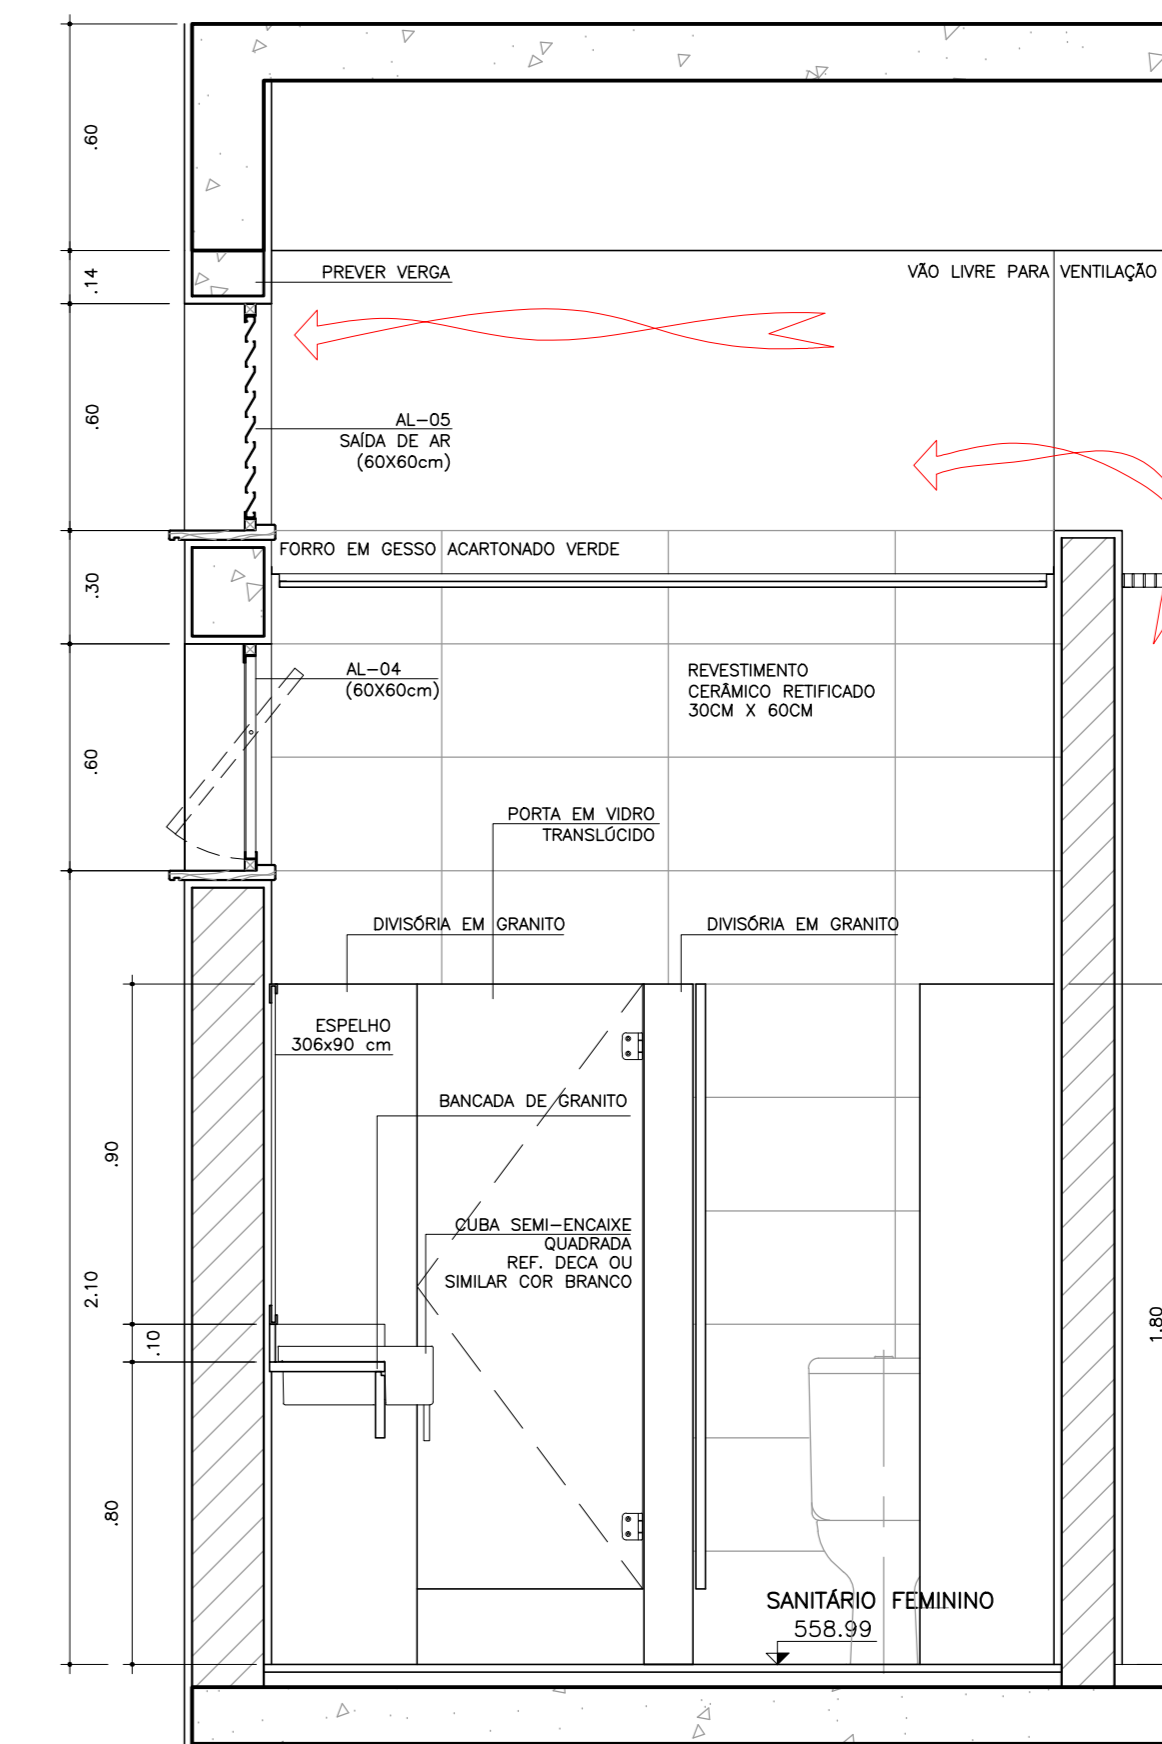 .60
.14
PREVER VERGA
VÃO LIVRE PARA VENTILAÇÃO
.60
AL-05
SAÍDA DE AR
(60X60cm)
.30
FORRO EM GESSO ACARTONADO VERDE
.60
AL-04
(60X60cm)
REVESTIMENTO
CERÂMICO RETIFICADO
30CM X 60CM
PORTA EM VIDRO
TRANSLÚCIDO
DIVISÓRIA EM GRANITO
DIVISÓRIA EM GRANITO
ESPELHO
306x90 cm
BANCADA DE GRANITO
.90
CUBA SEMI-ENCAIXE
QUADRADA
REF. DECA OU
SIMILAR COR BRANCO
2.10
.10
1.80
.80
SANITÁRIO FEMININO
558.99